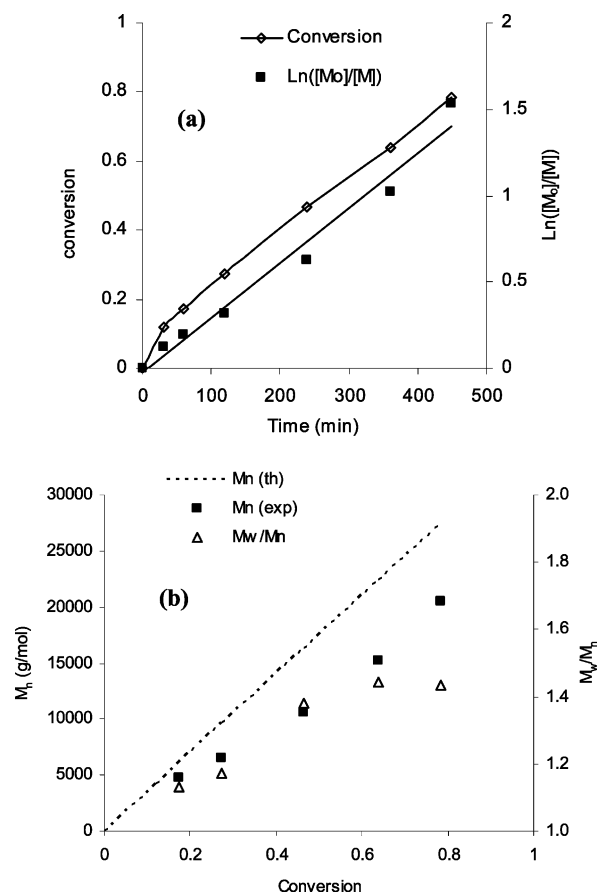 Conversion
Ln([Mo]/[M])
(a)
1
0.8
0.6
0.4
0.2
0
conversion
2
1.5
1
0.5
0
Ln([Mo]/[M])
0
100
200
300
400
500
Time (min)
Mn (th)
Mn (exp)
Mw/Mn
(b)
30000
25000
20000
15000
10000
5000
0
Mn (g/mol)
2.0
1.8
1.6
1.4
1.2
1.0
Mw/Mn
0
0.2
0.4
0.6
0.8
1
Conversion